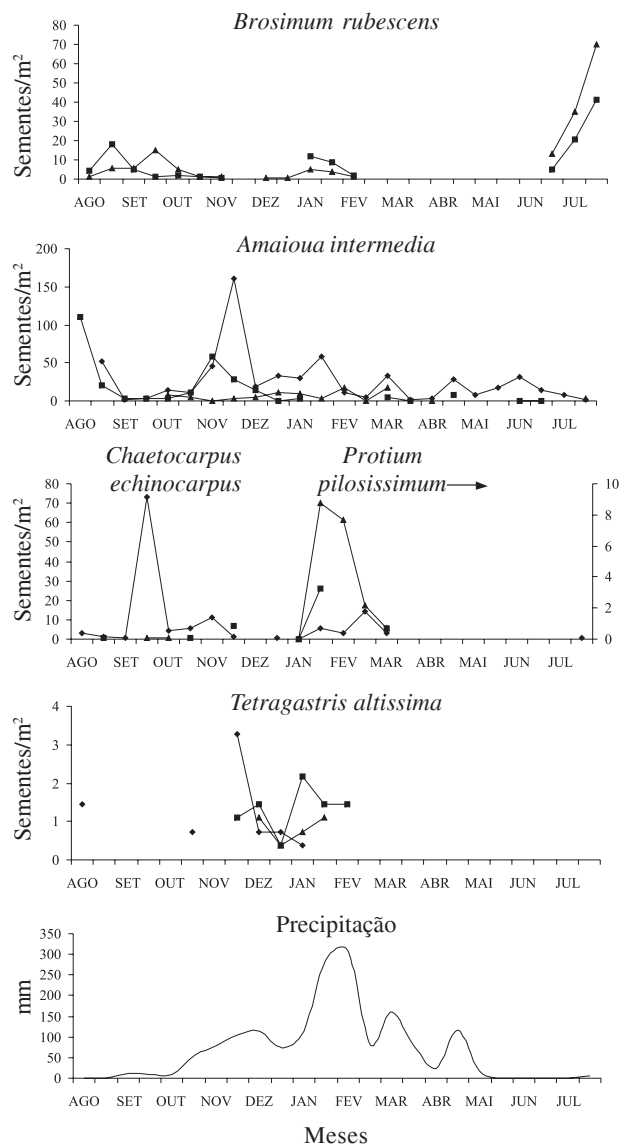 Brosimum rubescens
Sementes/m²
80
70
60
50
40
30
20
10
0
AGO SET OUT NOV DEZ JAN FEV MAR ABR MAI JUN JUL
Amaioua intermedia
Sementes/m²
200
150
100
50
0
AGO SET OUT NOV DEZ JAN FEV MAR ABR MAI JUN JUL
Chaetocarpus
echinocarpus
Protium
pilosissimum
Sementes/m²
80
70
60
50
40
30
20
10
0
10
8
6
4
2
0
AGO SET OUT NOV DEZ JAN FEV MAR ABR MAI JUN JUL
Tetragastris altissima
Sementes/m²
4
3
2
1
0
AGO SET OUT NOV DEZ JAN FEV MAR ABR MAI JUN JUL
Precipitação
mm
350
300
250
200
150
100
50
0
AGO SET OUT NOV DEZ JAN FEV MAR ABR MAI JUN JUL
Meses